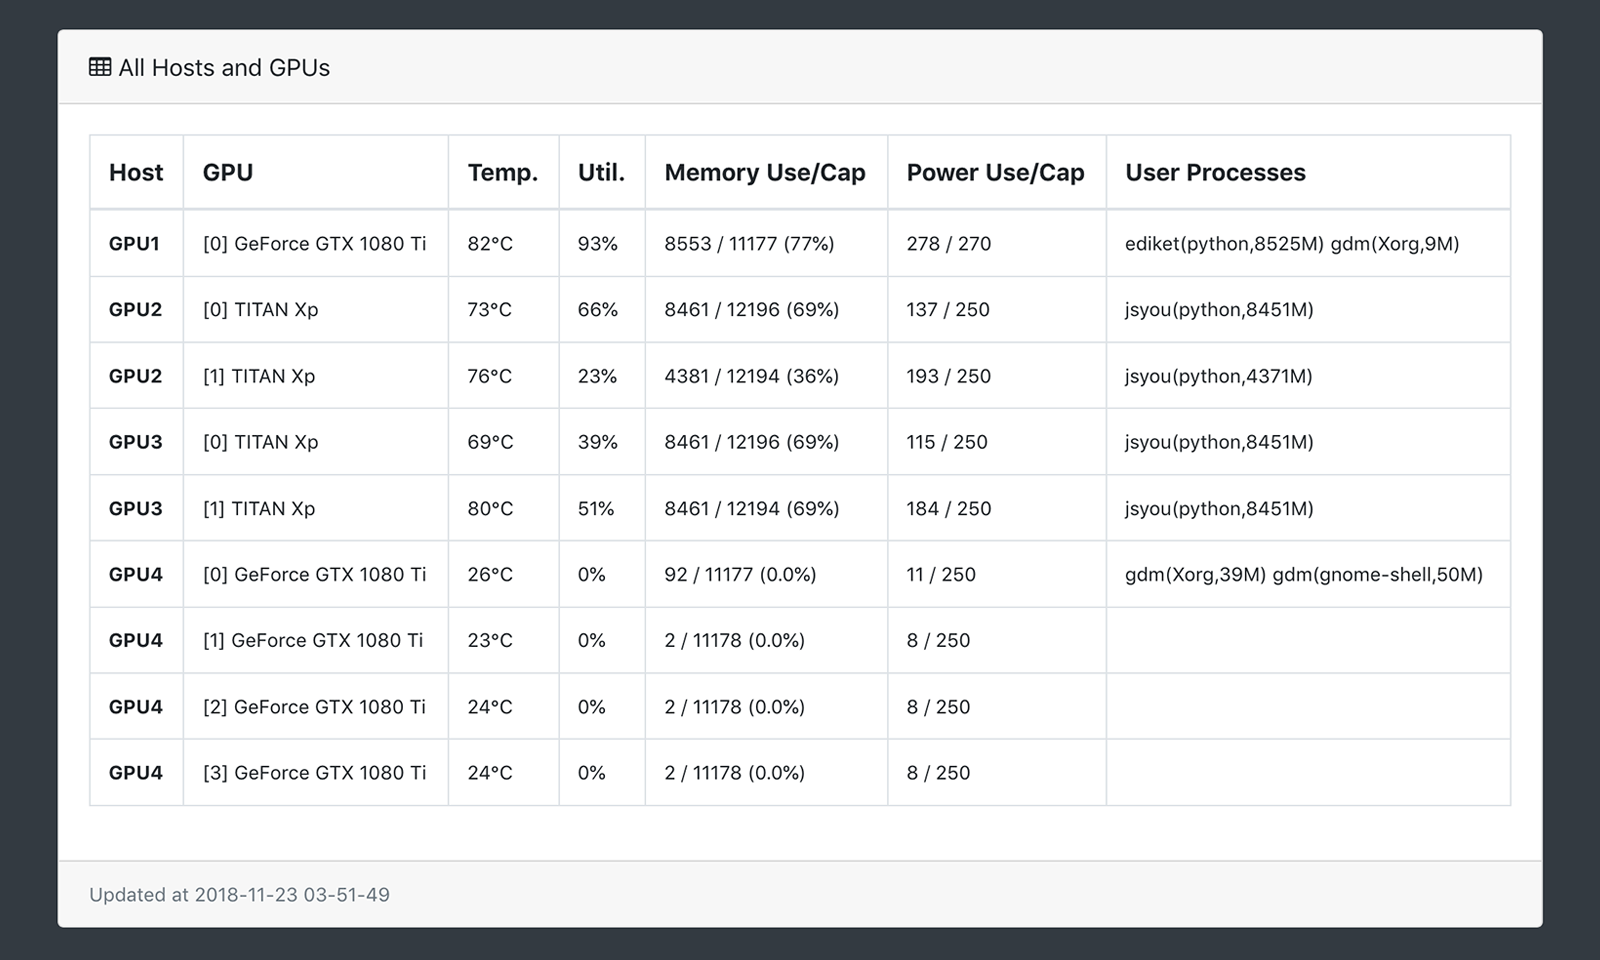 All Hosts and GPUs
Host GPU Temp. Util. Memory Use/Cap Power Use/Cap User Processes
GPU1 [0] GeForce GTX 1080 Ti 82°C 93% 8553 / 11177 (77%) 278 / 270 ediket(python,8525M) gdm(Xorg,9M)
GPU2 [0] TITAN Xp 73°C 66% 8461 / 12196 (69%) 137 / 250 jsyou(python,8451M)
GPU2 [1] TITAN Xp 76°C 23% 4381 / 12194 (36%) 193 / 250 jsyou(python,4371M)
GPU3 [0] TITAN Xp 69°C 39% 8461 / 12196 (69%) 115 / 250 jsyou(python,8451M)
GPU3 [1] TITAN Xp 80°C 51% 8461 / 12194 (69%) 184 / 250 jsyou(python,8451M)
GPU4 [0] GeForce GTX 1080 Ti 26°C 0% 92 / 11177 (0.0%) 11 / 250 gdm(Xorg,39M) gdm(gnome-shell,50M)
GPU4 [1] GeForce GTX 1080 Ti 23°C 0% 2 / 11178 (0.0%) 8 / 250
GPU4 [2] GeForce GTX 1080 Ti 24°C 0% 2 / 11178 (0.0%) 8 / 250
GPU4 [3] GeForce GTX 1080 Ti 24°C 0% 2 / 11178 (0.0%) 8 / 250
Updated at 2018-11-23 03-51-49